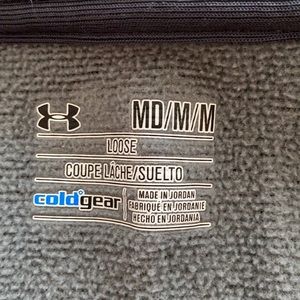 MD/M/M
LOOSE
COUPE LÂCHE/SUELTO
coldgear
MADE IN JORDAN
FABRIQUÉ EN JORDANIE
HECHO EN JORDANIA